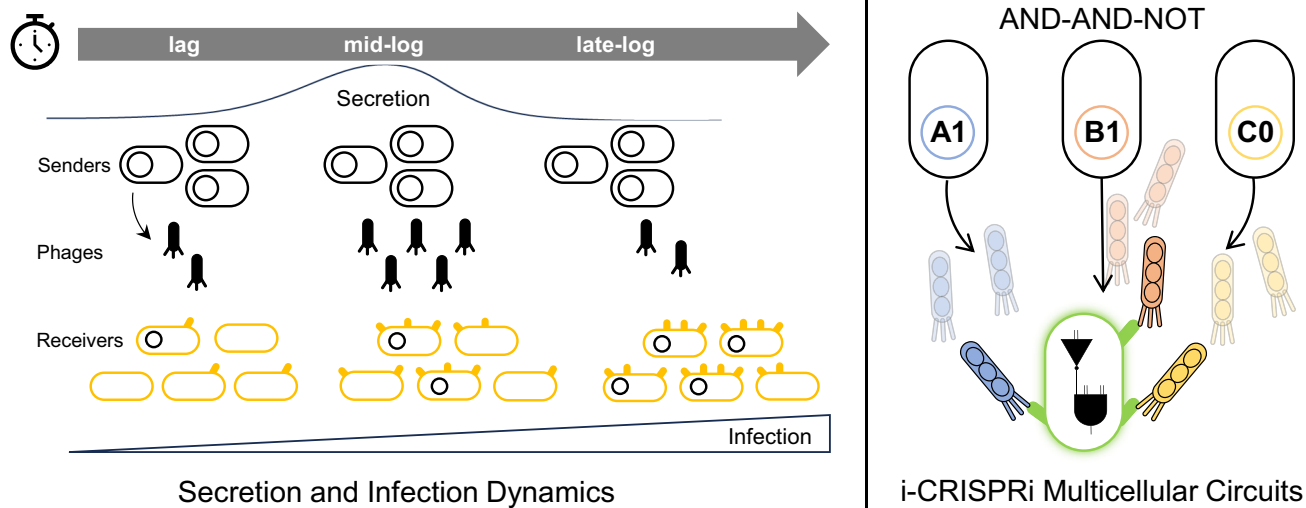 lag mid-log late-log
Secretion
Senders
Phages
Receivers
Infection
Secretion and Infection Dynamics
AND-AND-NOT
A1 B1 C0
i-CRISPRi Multicellular Circuits